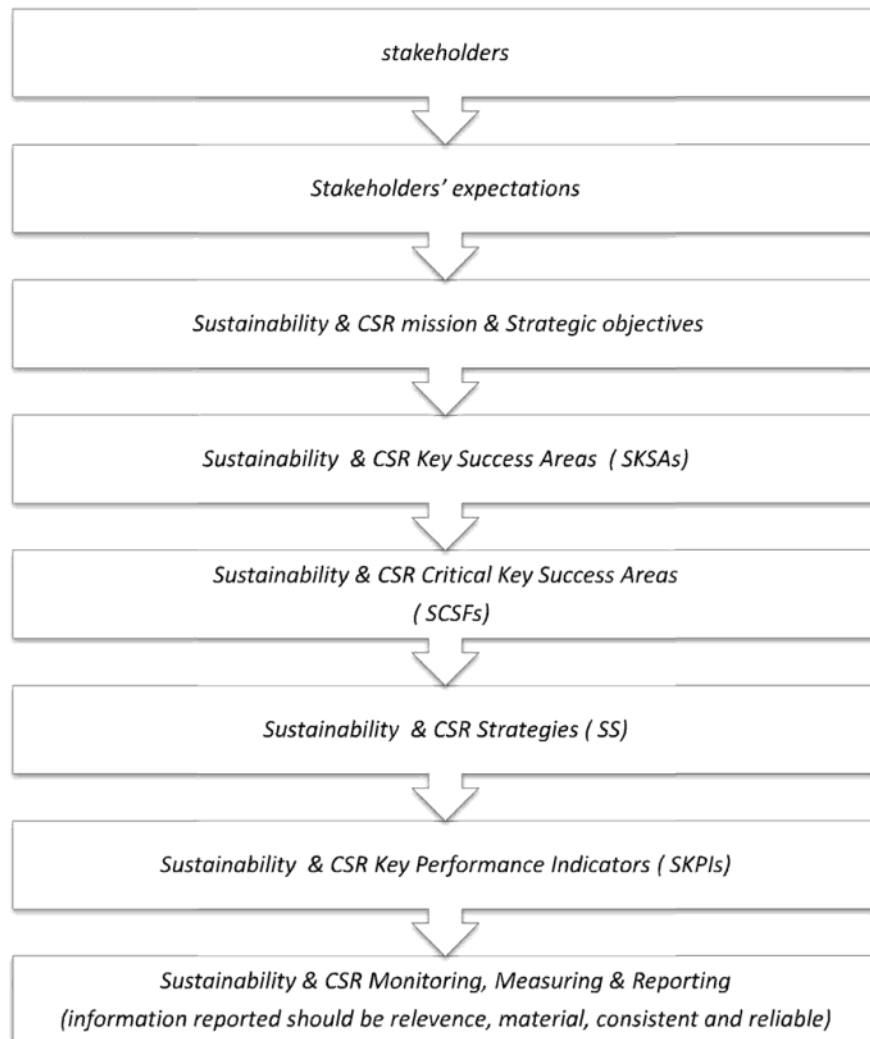 stakeholders
Stakeholders’ expectations
Sustainability & CSR mission & Strategic objectives
Sustainability & CSR Key Success Areas ( SKSAs)
Sustainability & CSR Critical Key Success Areas
( SCSFs)
Sustainability & CSR Strategies ( SS)
Sustainability & CSR Key Performance Indicators ( SKPIs)
Sustainability & CSR Monitoring, Measuring & Reporting
(information reported should be relevence, material, consistent and reliable)